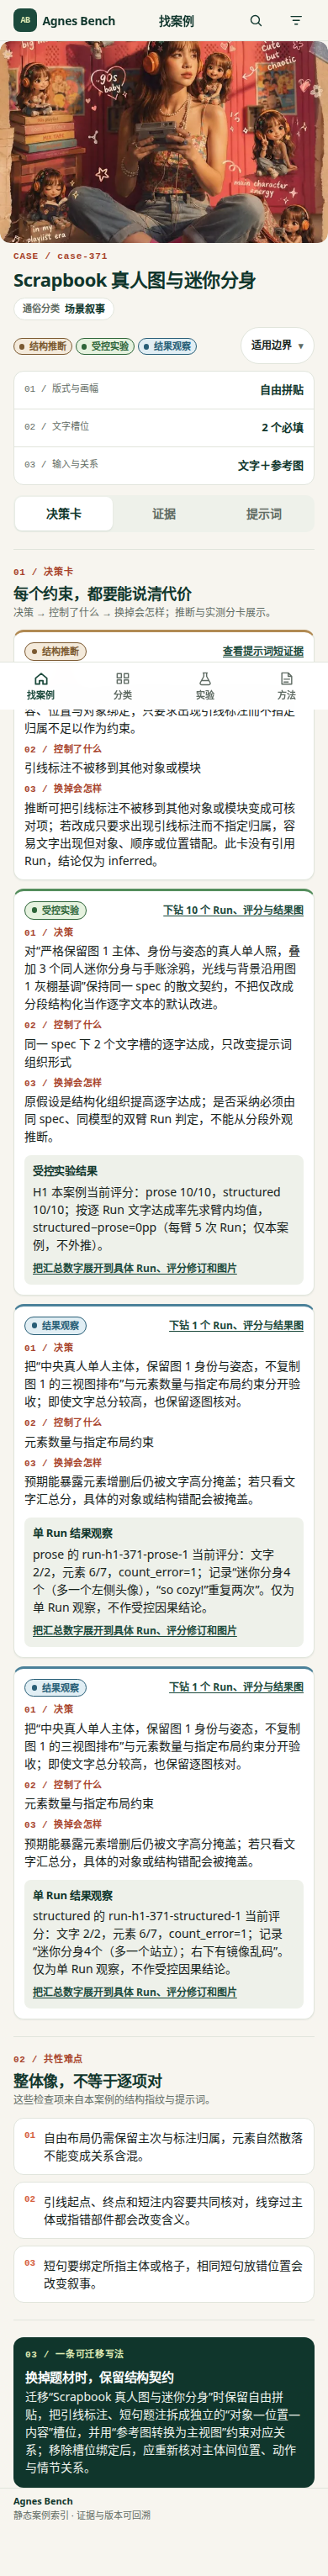 AB Agnes Bench 找案例
big
.gos baby
cute but chaotic
main character energy
in my playlist era
CASE / case-371
Scrapbook 真人图与迷你分身
通俗分类 场景叙事
结构推断 受控实验 结果观察
适用边界 ▾
01 / 版式与画幅 自由拼贴
02 / 文字槽位 2 个必填
03 / 输入与关系 文字＋参考图
决策卡 证据 提示词
01 / 决策卡
每个约束，都要能说清代价
决策 → 控制了什么 → 换掉会怎样；推断与实测分卡展示。
结构推断 查看提示词短证据
找案例 分类 实验 方法
容、位置与对象绑定，只要求出现引线标注而不指定
归属不足以作为约束。
02 / 控制了什么
引线标注不被移到其他对象或模块
03 / 换掉会怎样
推断可把引线标注不被移到其他对象或模块变成可核
对项；若改成只要求出现引线标注而不指定归属，容
易文字出现但对象、顺序或位置错配。此卡没有引用
Run，结论仅为 inferred。
受控实验 下钻 10 个 Run、评分与结果图
01 / 决策
对“严格保留图 1 主体、身份与姿态的真人单人照，叠
加 3 个同人迷你分身与手账涂鸦，光线与背景沿用图
1 灰棚基调”保持同一 spec 的散文契约，不把仅改成
分段结构化当作逐字文本的默认改进。
02 / 控制了什么
同一 spec 下 2 个文字槽的逐字达成，只改变提示词
组织形式
03 / 换掉会怎样
原假设是结构化组织提高逐字达成；是否采纳必须由
同 spec、同模型的双臂 Run 判定，不能从分段外观
推断。
受控实验结果
H1 本案例当前评分：prose 10/10，structured
10/10；按逐 Run 文字达成率先求臂内均值，
structured−prose=0pp（每臂 5 次 Run；仅本案
例，不外推）。
把汇总数字展开到具体 Run、评分修订和图片
结果观察 下钻 1 个 Run、评分与结果图
01 / 决策
把“中央真人单人主体，保留图 1 身份与姿态，不复制
图 1 的三视图排布”与元素数量与指定布局约束分开验
收；即使文字总分较高，也保留逐图核对。
02 / 控制了什么
元素数量与指定布局约束
03 / 换掉会怎样
预期能暴露元素增删后仍被文字高分掩盖；若只看文
字汇总分，具体的对象或结构错配会被掩盖。
单 Run 结果观察
prose 的 run-h1-371-prose-1 当前评分：文字
2/2，元素 6/7，count_error=1；记录“迷你分身4
个（多一个左侧头像），“so cozy!”重复两次”。仅为
单 Run 观察，不作受控因果结论。
把汇总数字展开到具体 Run、评分修订和图片
结果观察 下钻 1 个 Run、评分与结果图
01 / 决策
把“中央真人单人主体，保留图 1 身份与姿态，不复制
图 1 的三视图排布”与元素数量与指定布局约束分开验
收；即使文字总分较高，也保留逐图核对。
02 / 控制了什么
元素数量与指定布局约束
03 / 换掉会怎样
预期能暴露元素增删后仍被文字高分掩盖；若只看文
字汇总分，具体的对象或结构错配会被掩盖。
单 Run 结果观察
structured 的 run-h1-371-structured-1 当前评
分：文字 2/2，元素 6/7，count_error=1；记录
“迷你分身4个（多一个站立）；右下有镜像乱码”。
仅为单 Run 观察，不作受控因果结论。
把汇总数字展开到具体 Run、评分修订和图片
02 / 共性难点
整体像，不等于逐项对
这些检查项来自本案例的结构指纹与提示词。
01 自由布局仍需保留主次与标注归属，元素自然散落
不能变成关系含混。
02 引线起点、终点和短注内容要共同核对，线穿过主
体或指错部件都会改变含义。
03 短句要绑定所指主体或格子，相同短句放错位置会
改变叙事。
03 / 一条可迁移写法
换掉题材时，保留结构契约
迁移“Scrapbook 真人图与迷你分身”时保留自由拼
贴，把引线标注、短句题注拆成独立的“对象—位置—
内容”槽位，并用“参考图转换为主视图”约束对应关
系；移除槽位绑定后，应重新核对主体间位置、动作
与情节关系。
Agnes Bench
静态案例索引 · 证据与版本可回溯